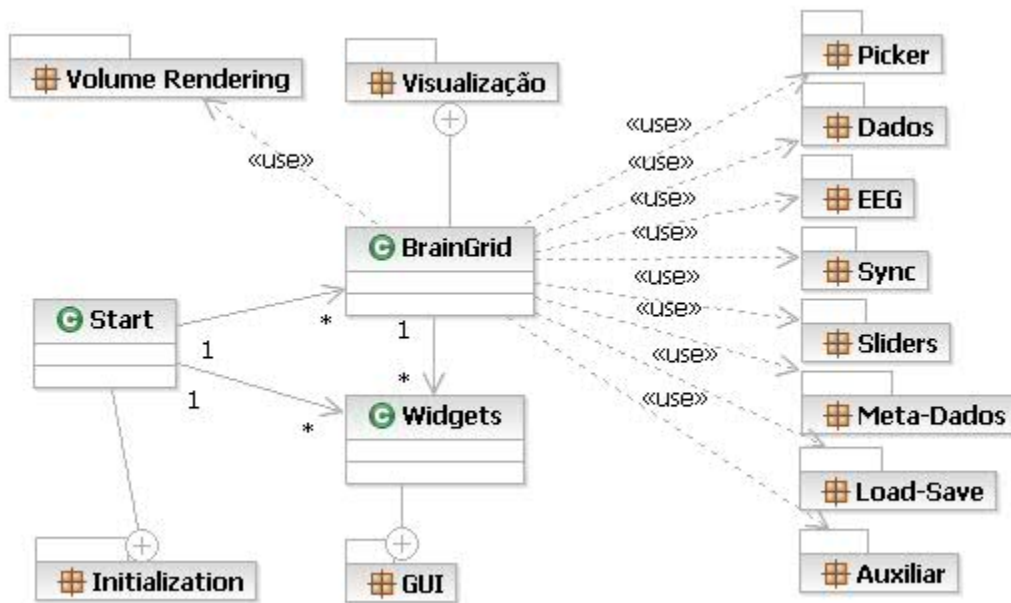 Volume Rendering
Visualização
Picker
Dados
EEG
Sync
Sliders
Meta-Dados
Load-Save
Auxiliar
«use»
«use»
«use»
«use»
«use»
«use»
«use»
«use»
C BrainGrid
C Start
C Widgets
1
*
1
*
1
*
Initialization
GUI